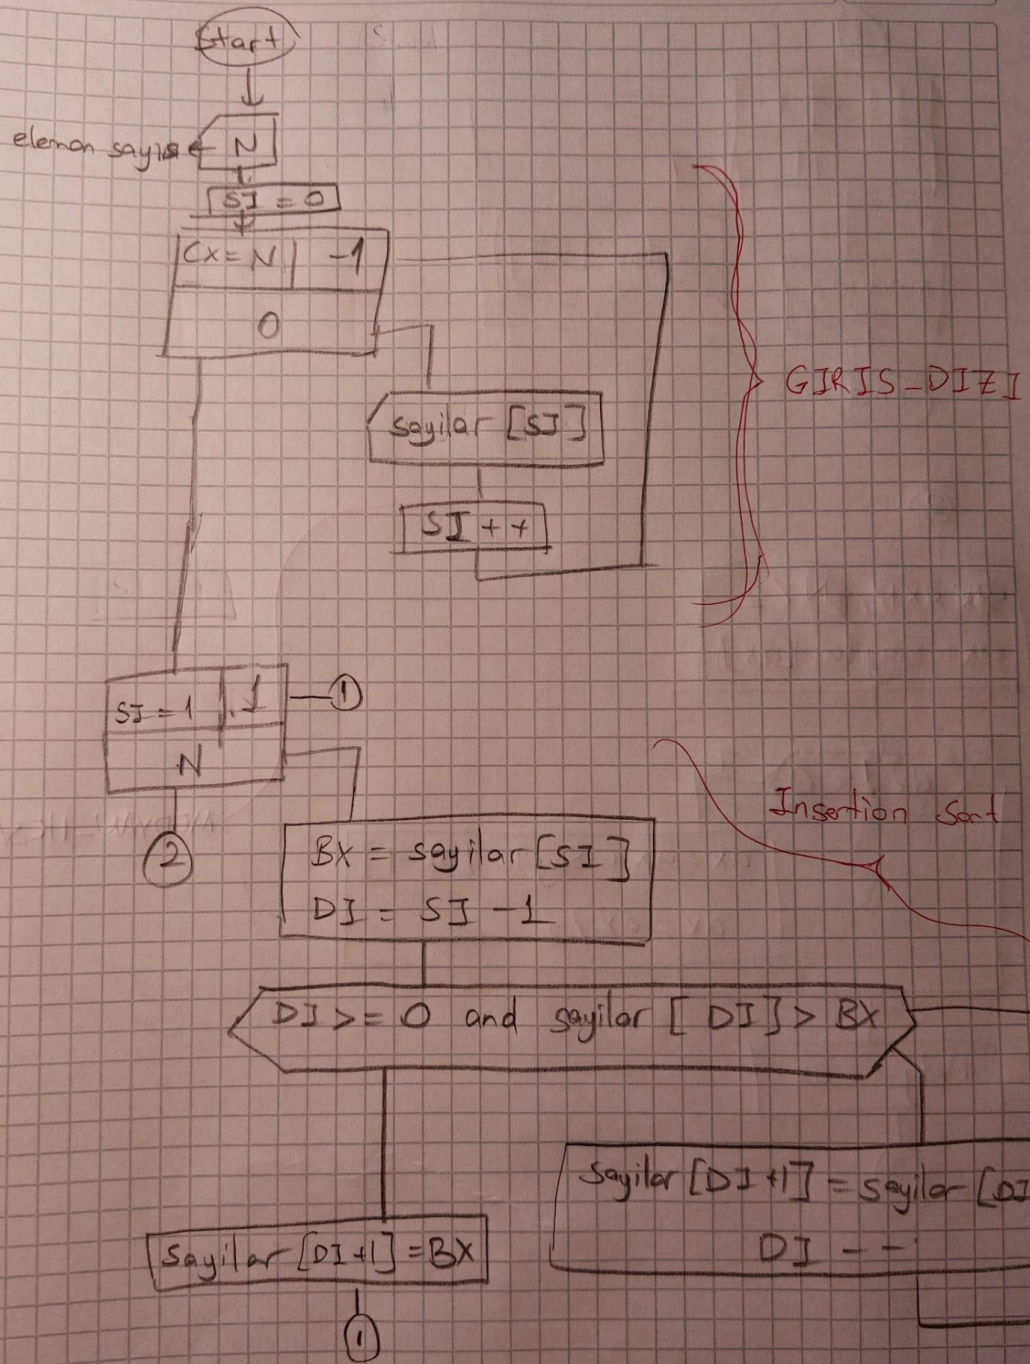 Start
eleman sayısı
N
SI = 0
CX = N | -1
0
GIRIS_DIZI
sayilar [SI]
SI ++
SI = 1 | 1
1
N
2
Insertion Sort
BX = sayilar [SI]
DI = SI -1
DI >= 0 and sayilar [DI] > BX
sayilar [DI+1] = sayilar [DI
DI --
sayilar [DI+1] = BX
1